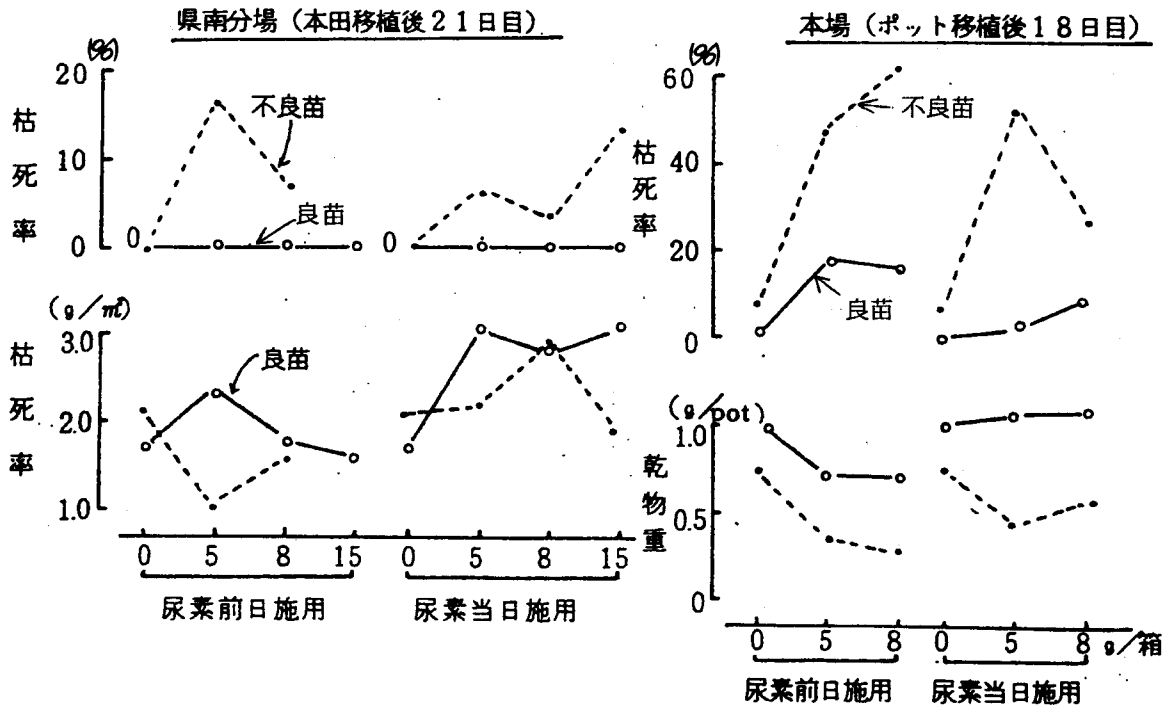 県南分場（本田移植後２１日目）
(%)
20
10
0
枯死率
0
0
不良苗
良苗
(g/㎡)
3.0
2.0
1.0
枯死率
良苗
0 5 8 15 0 5 8 15
尿素前日施用 尿素当日施用
本場（ポット移植後１８日目）
(%)
60
40
20
0
枯死率
不良苗
良苗
(g/pot)
1.0
0.5
0
乾物重
0 5 8 0 5 8 g/箱
尿素前日施用 尿素当日施用